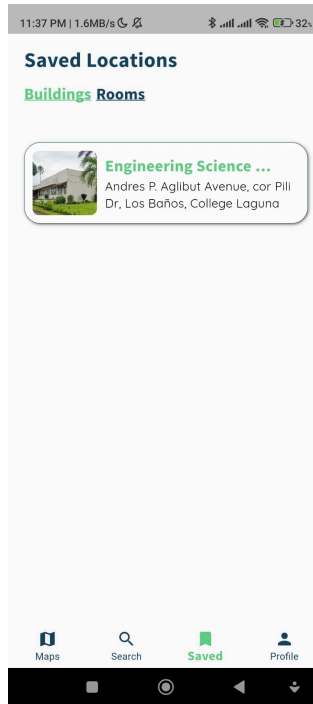 11:37 PM | 1.6MB/s
32%
Saved Locations
Buildings Rooms
Engineering Science ...
Andres P. Aglibut Avenue, cor Pili
Dr, Los Baños, College Laguna
Maps Search Saved Profile